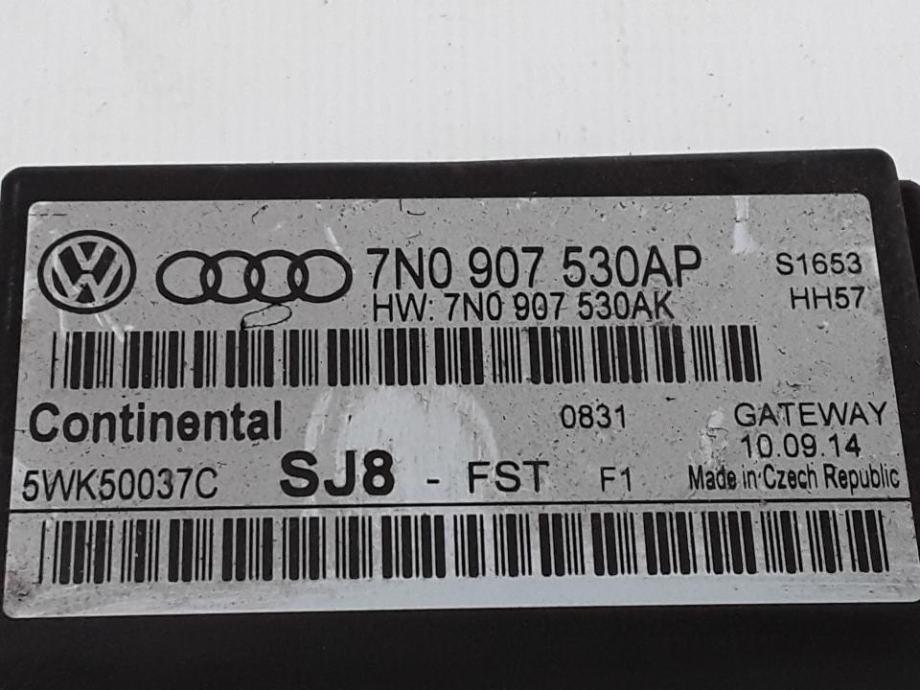 7N0 907 530AP S1653
HW: 7N0 907 530AK HH57
Continental 0831 GATEWAY
10.09.14
5WK50037C SJ8 - FST F1 Made in Czech Republic